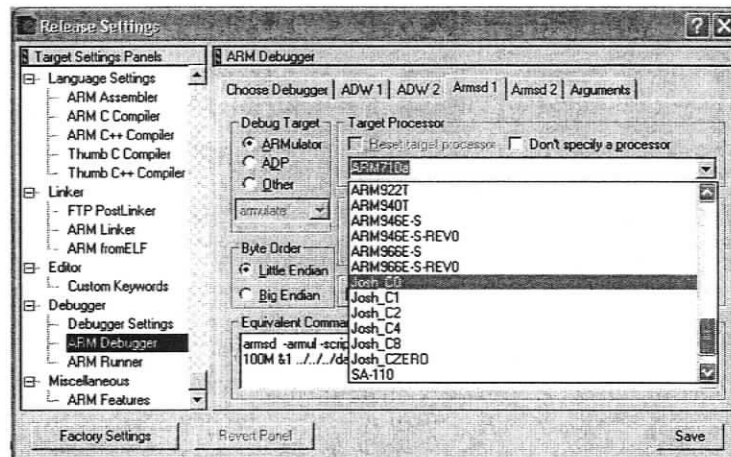 Release Settings
Target Settings Panels
Language Settings
ARM Assembler
ARM C Compiler
ARM C++ Compiler
Thumb C Compiler
Thumb C++ Compiler
Linker
FTP PostLinker
ARM Linker
ARM fromELF
Editor
Custom Keywords
Debugger
Debugger Settings
ARM Debugger
ARM Runner
Miscellaneous
ARM Features
ARM Debugger
Choose Debugger
ADW 1
ADW 2
Armsd 1
Armsd 2
Arguments
Debug Target
ARMulator
ADP
Other
armulate
Byte Order
Little Endian
Big Endian
Target Processor
Reset target processor
Don't specify a processor
ARM710a
ARM922T
ARM940T
ARM946E-S
ARM946E-S-REV0
ARM966E-S
ARM966E-S-REV0
Josh_C0
Josh_C1
Josh_C2
Josh_C4
Josh_C8
Josh_CZERO
SA-110
Equivalent Comma
armsd -armul -scrip
100M &1 ../../../da
Factory Settings
Revert Panel
Save